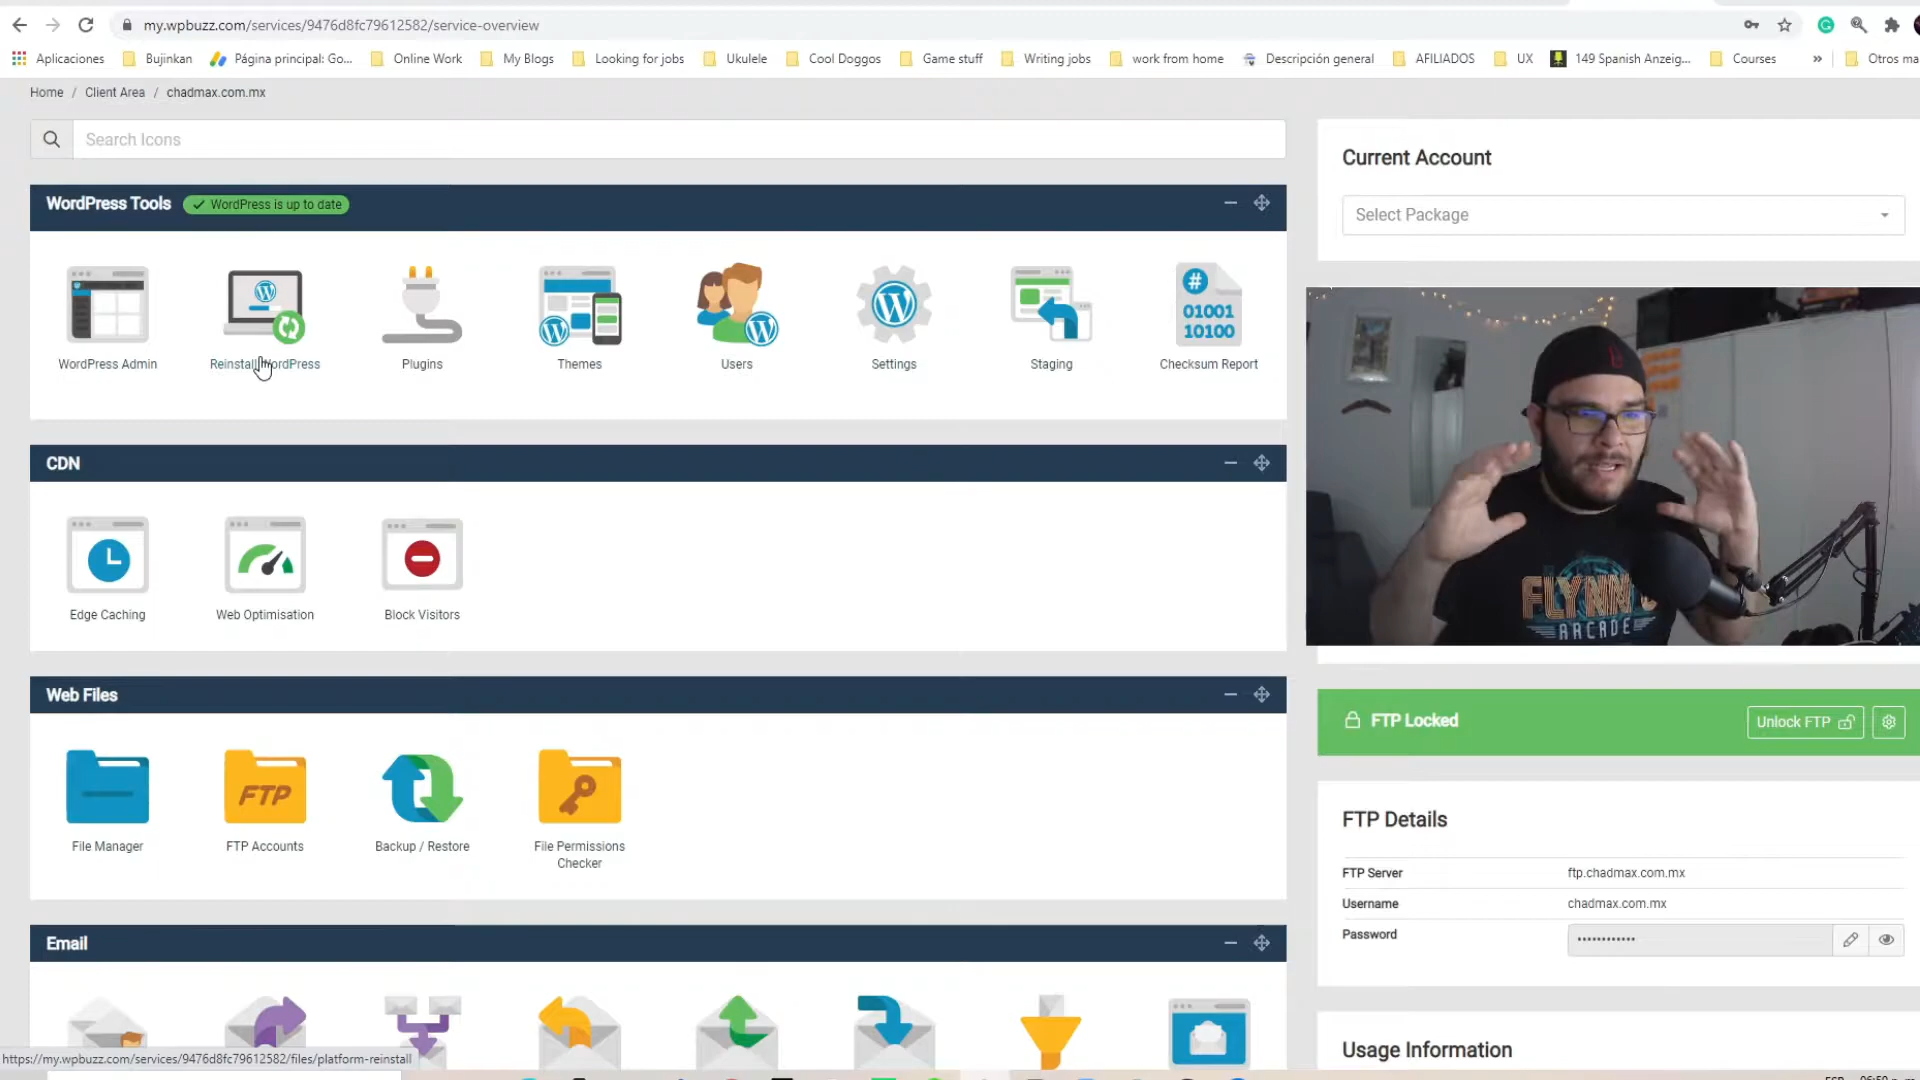 my.wpbuzz.com/services/9476d8fc79612582/service-overview
Aplicaciones Bujinkan Página principal: Go... Online Work My Blogs Looking for jobs Ukulele Cool Doggos Game stuff Writing jobs work from home Descripción general AFILIADOS UX 149 Spanish Anzeig... Courses » Otros ma
Home / Client Area / chadmax.com.mx
Search Icons
Current Account
Select Package
WordPress Tools WordPress is up to date
WordPress Admin Reinstall WordPress Plugins Themes Users Settings Staging Checksum Report
#
01001
10100
CDN
Edge Caching Web Optimisation Block Visitors
FLYNN'S
ARCADE
Web Files
FTP
File Manager FTP Accounts Backup / Restore File Permissions
Checker
FTP Locked Unlock FTP
FTP Details
FTP Server ftp.chadmax.com.mx
Username chadmax.com.mx
Password ••••••••••••
Email
Usage Information
https://my.wpbuzz.com/services/9476d8fc79612582/files/platform-reinstall